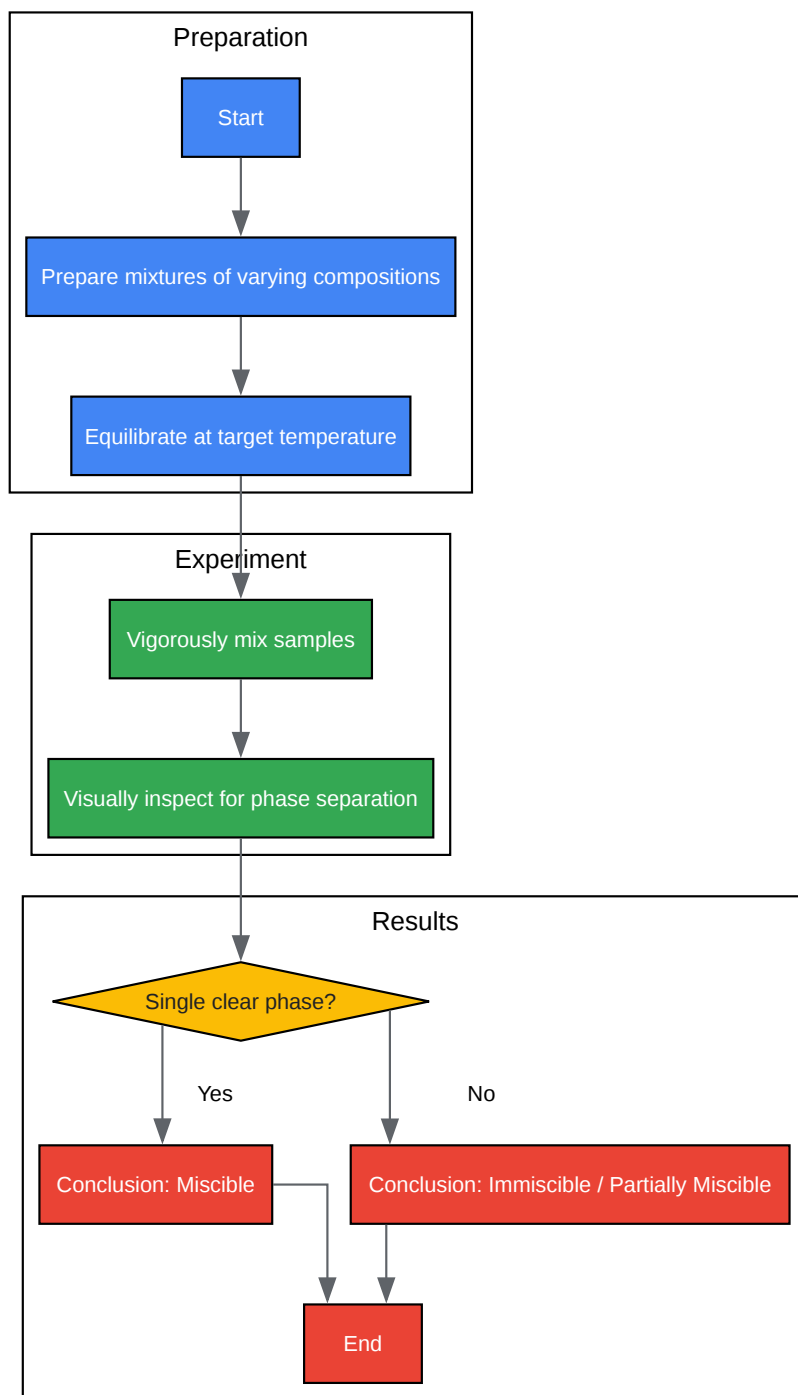 Preparation
Start
Prepare mixtures of varying compositions
Equilibrate at target temperature
Experiment
Vigorously mix samples
Visually inspect for phase separation
Results
Single clear phase?
Yes
No
Conclusion: Miscible
Conclusion: Immiscible / Partially Miscible
End